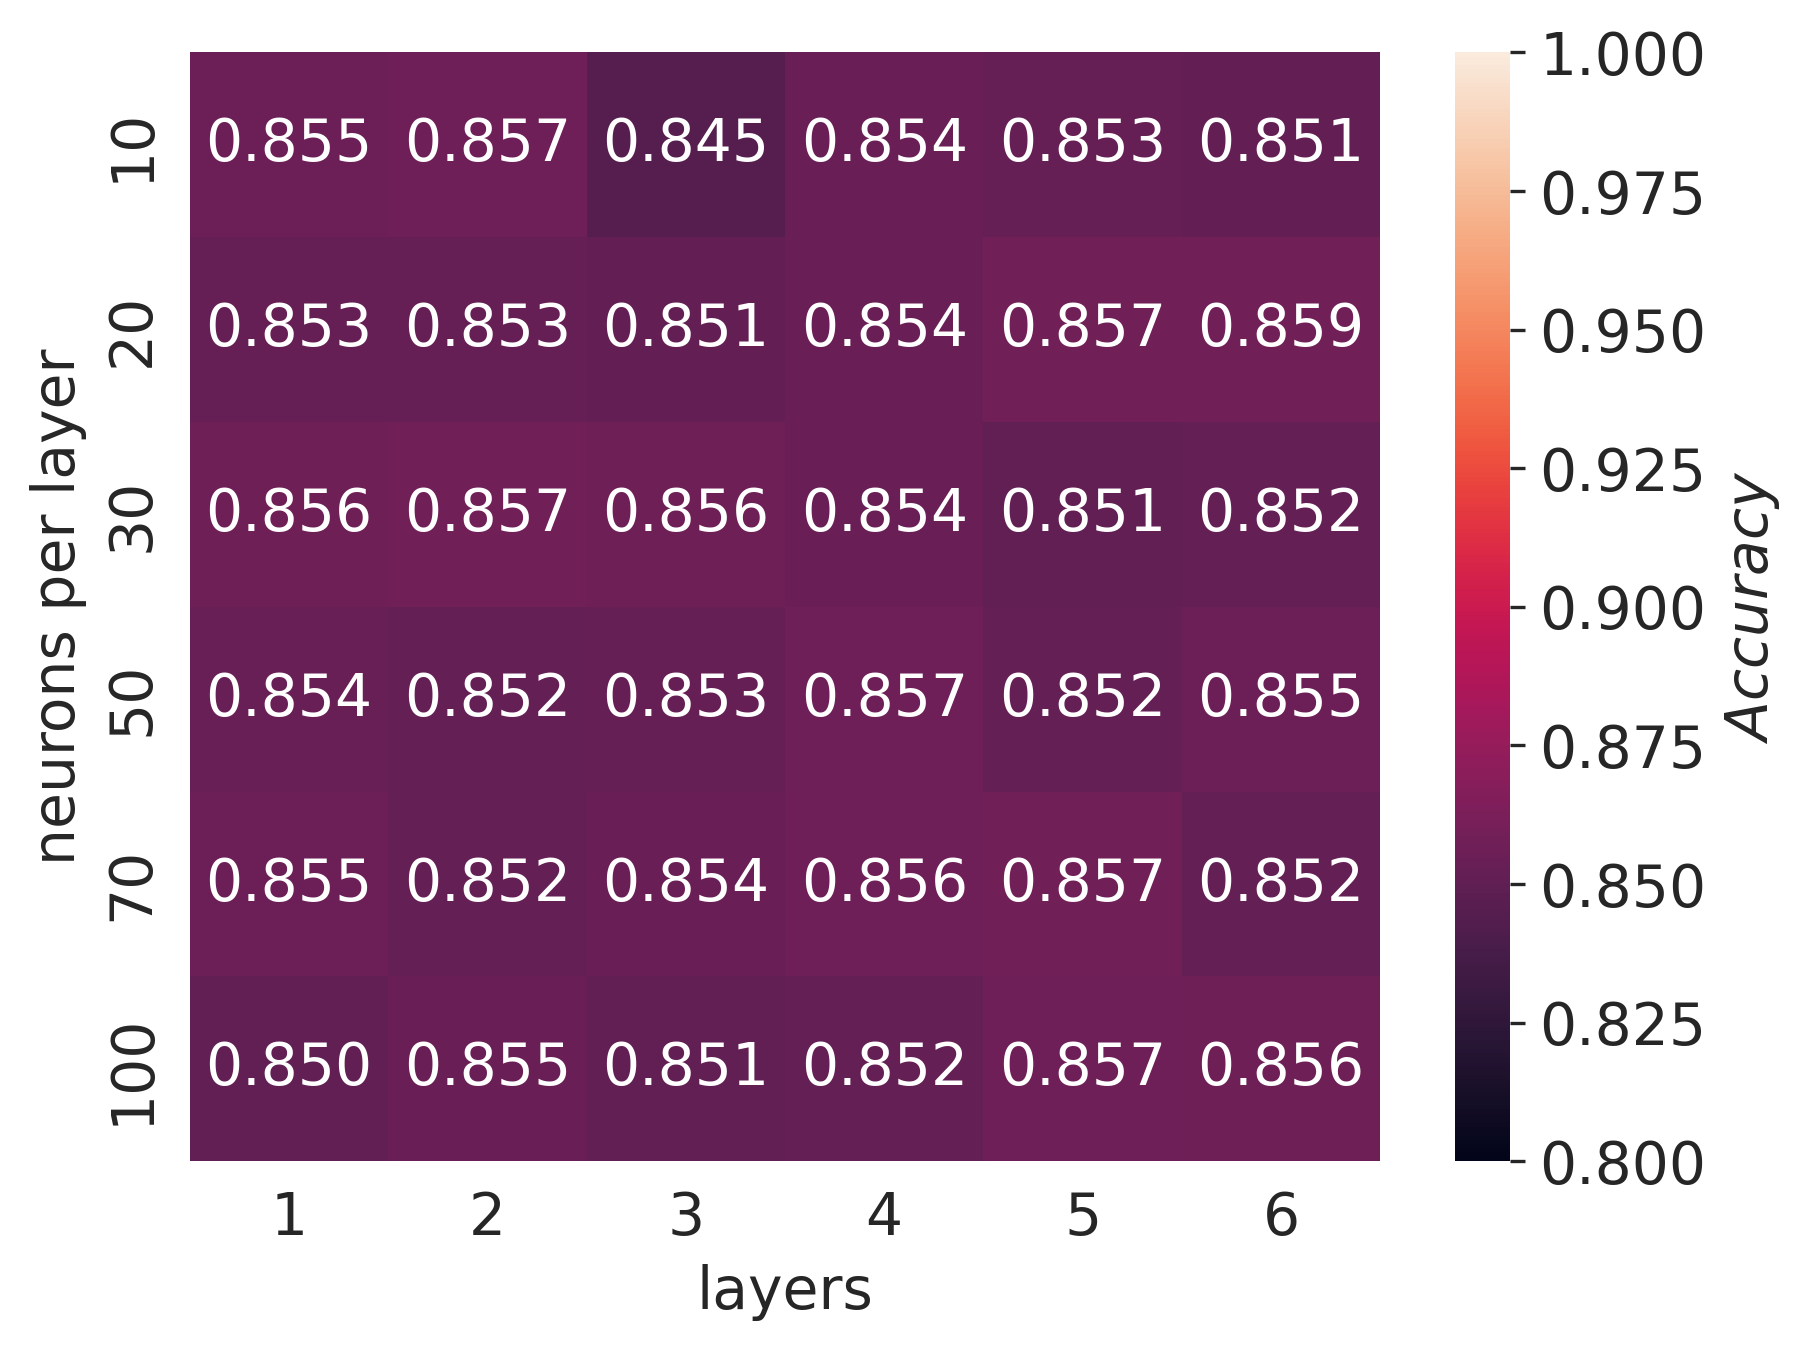 neurons per layer
10 0.855 0.857 0.845 0.854 0.853 0.851
20 0.853 0.853 0.851 0.854 0.857 0.859
30 0.856 0.857 0.856 0.854 0.851 0.852
50 0.854 0.852 0.853 0.857 0.852 0.855
70 0.855 0.852 0.854 0.856 0.857 0.852
100 0.850 0.855 0.851 0.852 0.857 0.856
1 2 3 4 5 6
layers
1.000
0.975
0.950
0.925
0.900
0.875
0.850
0.825
0.800
Accuracy